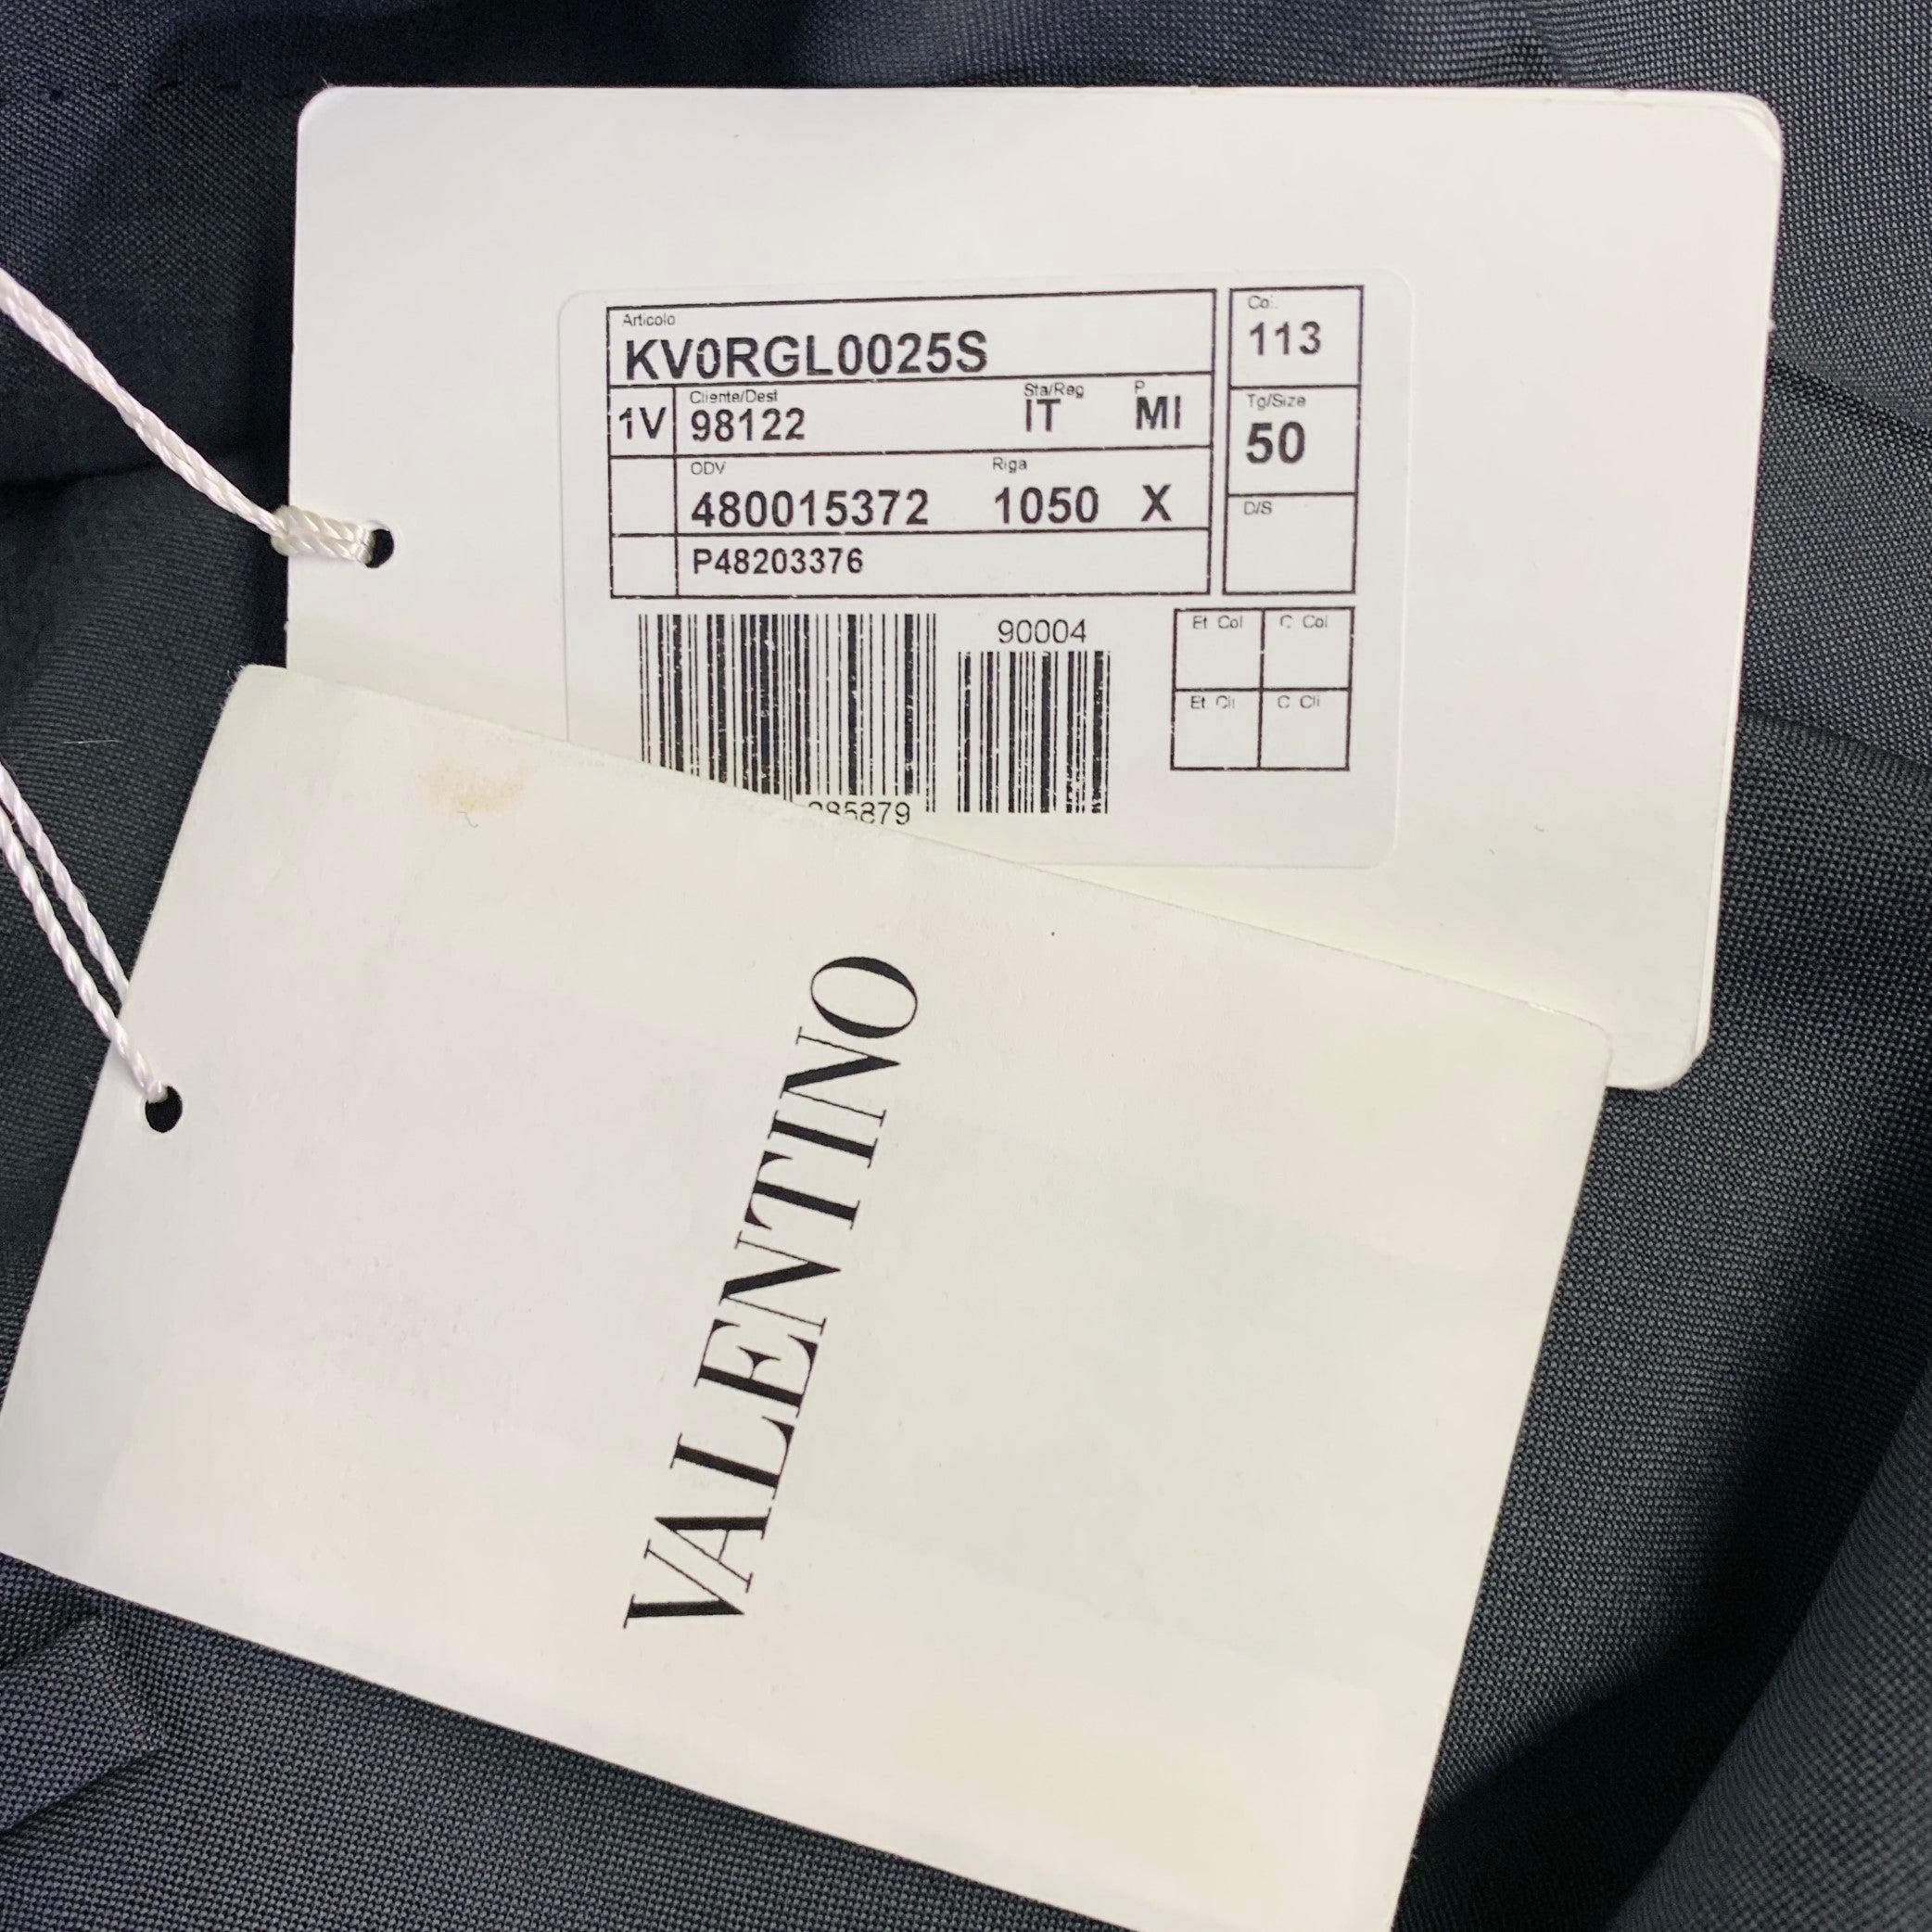 Articolo
KV0RGL0025S
Col.
113
1V
Cliente/Dest
98122
Sta/Reg
IT
P
MI
Tg/Size
50
ODV
480015372
Riga
1050 X
D/S
P48203376
90004
Et. Col
C. Col
Et. Cli
C. Cli
285879
VALENTINO